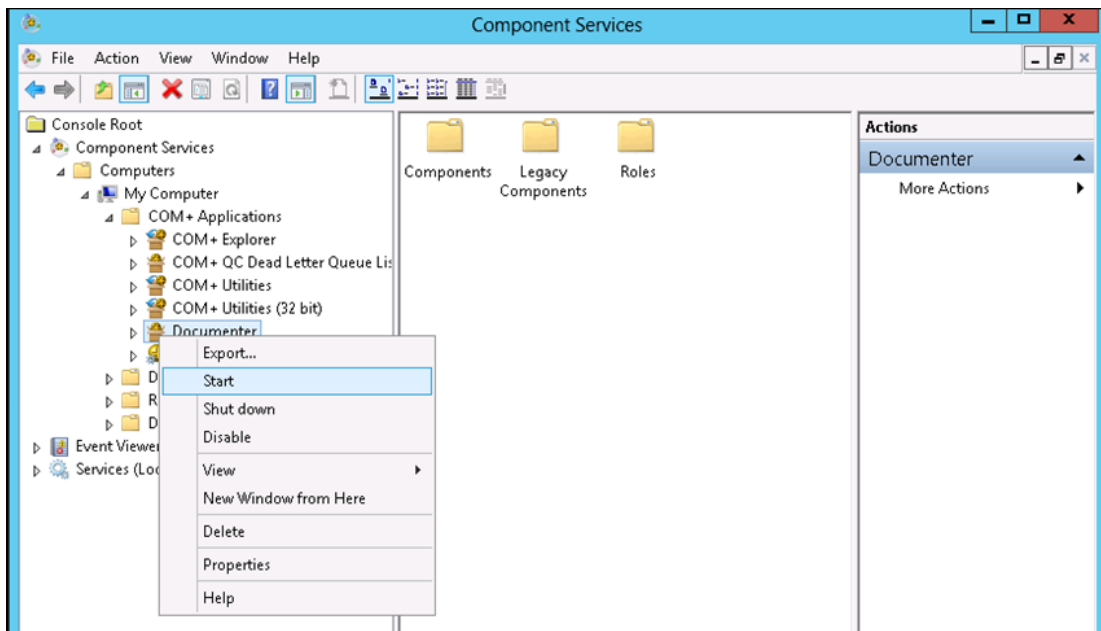 Component Services
File Action View Window Help
Console Root
Component Services
Computers
My Computer
COM+ Applications
COM+ Explorer
COM+ QC Dead Letter Queue Lis
COM+ Utilities
COM+ Utilities (32 bit)
Documenter
D
R
D
Event Viewer
Services (Loc
Export...
Start
Shut down
Disable
View
New Window from Here
Delete
Properties
Help
Components
Legacy
Components
Roles
Actions
Documenter
More Actions